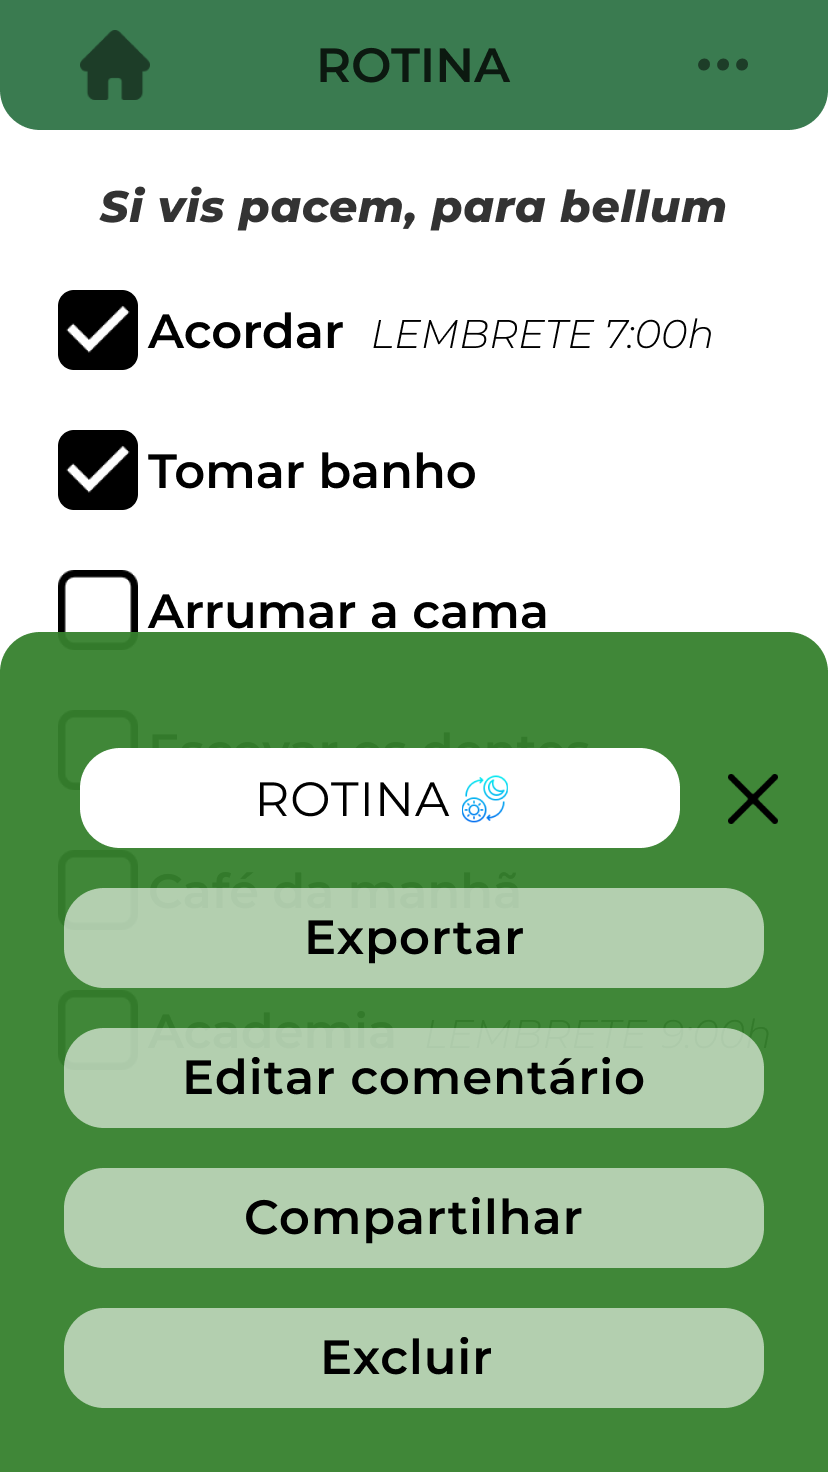 ROTINA
Si vis pacem, para bellum
Acordar LEMBRETE 7:00h
Tomar banho
Arrumar a cama
Escovar os dentes
ROTINA
Café da manhã
Exportar
Academia LEMBRETE 9:00h
Editar comentário
Compartilhar
Excluir